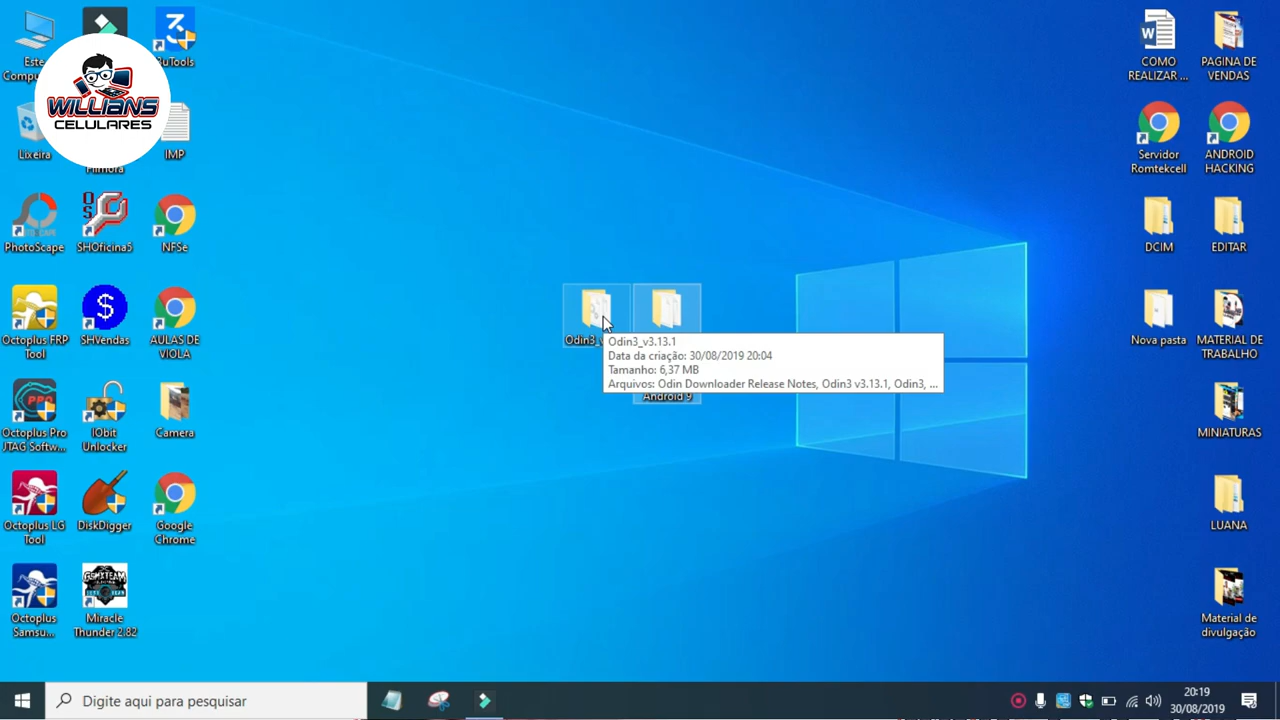 Este
Compu
WILLIANS
CELULARES
uTools
Lixeira
Filmora
IMP
PhotoScape
SHOficina5
NFSe
Octoplus FRP
Tool
SHVendas
AULAS DE
VIOLA
Octoplus Pro
JTAG Softw...
IObit
Unlocker
Camera
Octoplus LG
Tool
DiskDigger
Google
Chrome
Octoplus
Samsu...
GSMXTEAM
Miracle
Thunder 2.82
Odin3_v
Odin3_v3.13.1
Data da criação: 30/08/2019 20:04
Tamanho: 6,37 MB
Arquivos: Odin Downloader Release Notes, Odin3 v3.13.1, Odin3, ...
Android 9
COMO
REALIZAR ...
PAGINA DE
VENDAS
Servidor
Romtekcell
ANDROID
HACKING
DCIM
EDITAR
Nova pasta
MATERIAL DE
TRABALHO
MINIATURAS
LUANA
Material de
divulgação
Digite aqui para pesquisar
20:19
30/08/2019